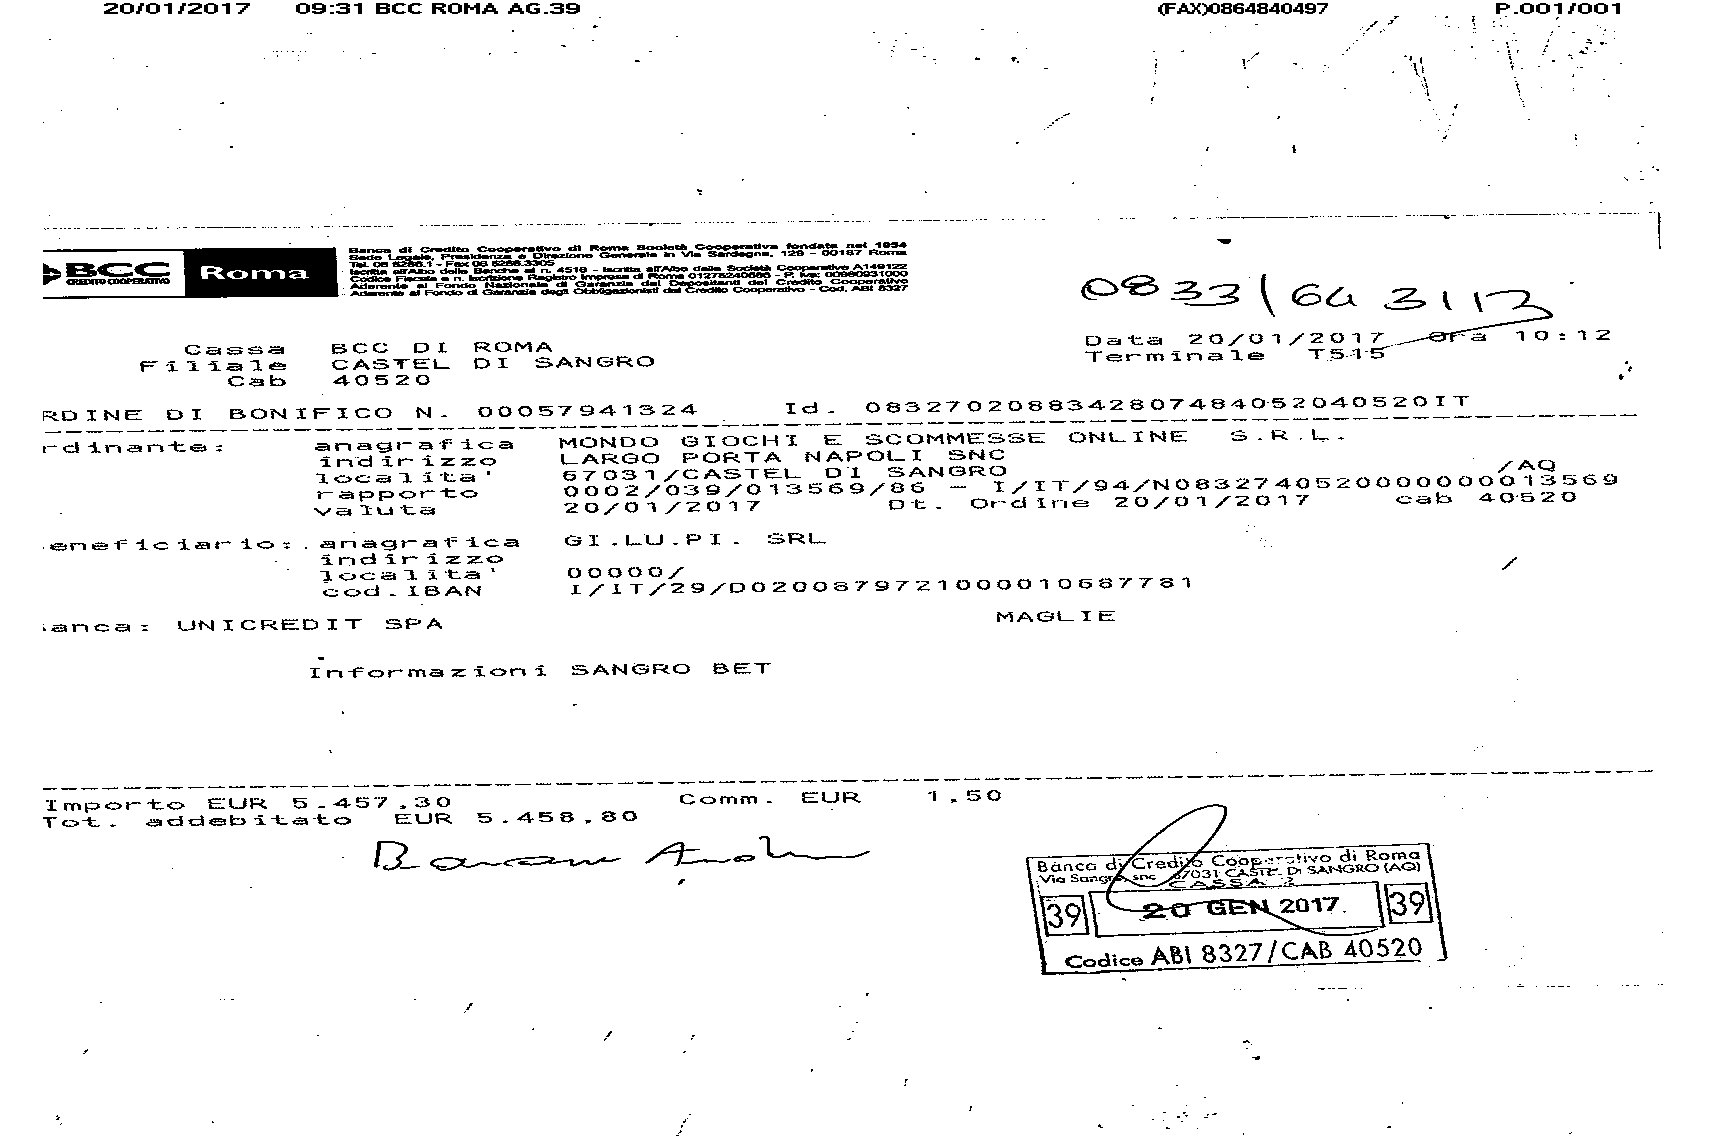 20/01/2017 09:31 BCC ROMA AG.39 (FAX)0864840497 P.001/001
BCC Roma
CREDITO COOPERATIVO
Banca di Credito Cooperativo di Roma Società Cooperativa fondata nel 1954
Sede Legale, Presidenza e Direzione Generale in Via Sardegna, 129 - 00187 Roma
Tel. 06 5286.1 - Fax 06 5286.3305
Iscritta all'Albo delle Banche al n. 4516 - Iscritta all'Albo delle Società Cooperative A149122
Codice Fiscale e n. Iscrizione Registro Imprese di Roma 01275240586 - P. Iva: 00980931000
Aderente al Fondo Nazionale di Garanzia dei Depositanti del Credito Cooperativo
Aderente al Fondo di Garanzia degli Obbligazionisti del Credito Cooperativo - Cod. ABI 8327
0833/643113
Data 20/01/2017 Ora 10:12
Terminale T515
Cassa BCC DI ROMA
Filiale CASTEL DI SANGRO
Cab 40520
RDINE DI BONIFICO N. 00057941324 Id. 0832702088342807484052040520IT
rdinante: anagrafica MONDO GIOCHI E SCOMMESSE ONLINE S.R.L.
indirizzo LARGO PORTA NAPOLI SNC
localita' 67031/CASTEL DI SANGRO /AQ
rapporto 0002/039/013569/86 - I/IT/94/N0832740520000000013569
valuta 20/01/2017 Dt. Ordine 20/01/2017 cab 40520
eneficiario: anagrafica GI.LU.PI. SRL
indirizzo
localita' 00000/
cod.IBAN I/IT/29/D0200879721000010687781
anca: UNICREDIT SPA MAGLIE
Informazioni SANGRO BET
Importo EUR 5.457,30 Comm. EUR 1,50
Tot. addebitato EUR 5.458,80
Banca di Credito Cooperativo di Roma
Via Sangro, snc 67031 CASTEL DI SANGRO (AQ)
CASSA 2
39 20 GEN 2017 39
Codice ABI 8327/CAB 40520